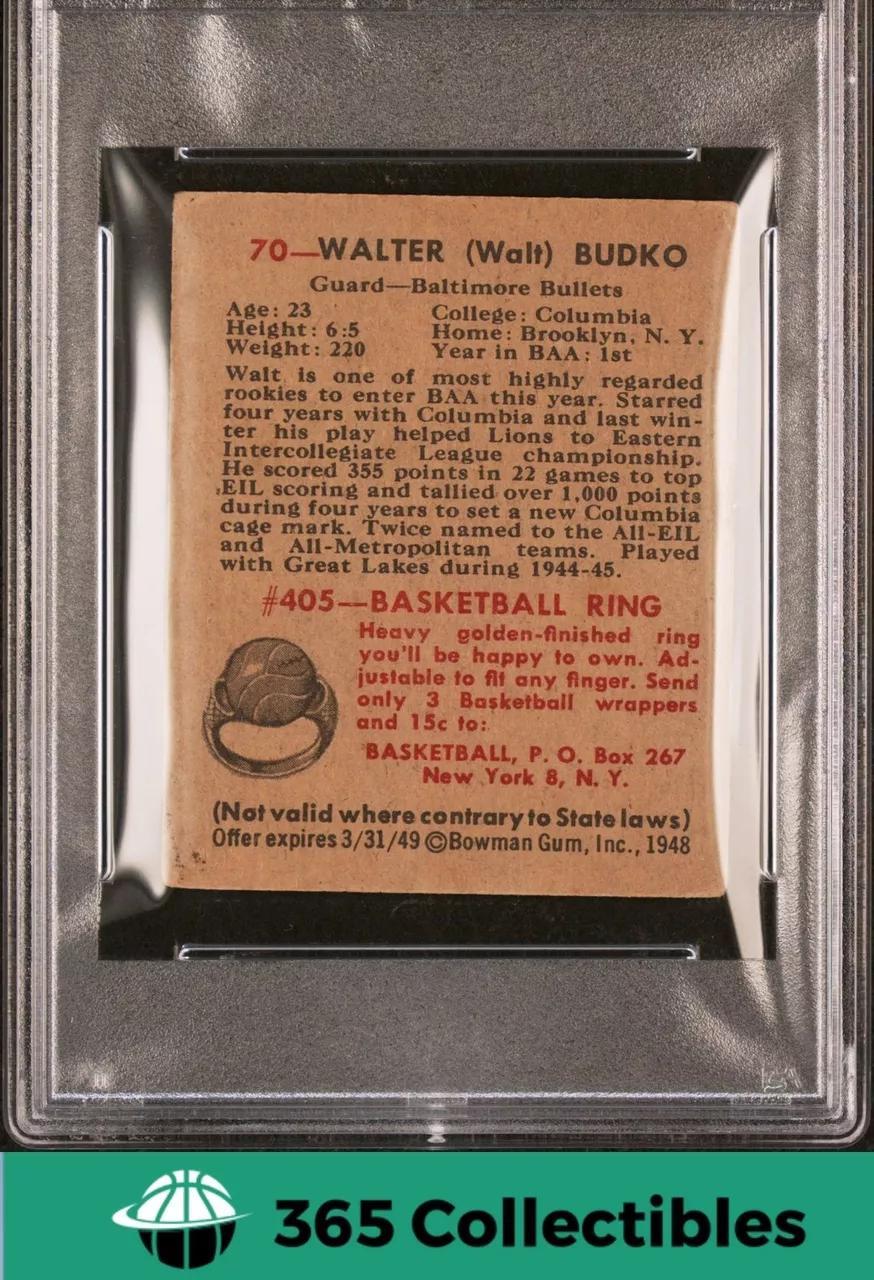 70—WALTER (Walt) BUDKO
Guard—Baltimore Bullets
Age: 23
Height: 6:5
Weight: 220
College: Columbia
Home: Brooklyn, N. Y.
Year in BAA: 1st
Walt is one of most highly regarded
rookies to enter BAA this year. Starred
four years with Columbia and last win-
ter his play helped Lions to Eastern
Intercollegiate League championship.
He scored 355 points in 22 games to top
EIL scoring and tallied over 1,000 points
during four years to set a new Columbia
cage mark. Twice named to the All-EIL
and All-Metropolitan teams. Played
with Great Lakes during 1944-45.
#405—BASKETBALL RING
Heavy golden-finished ring
you'll be happy to own. Ad-
justable to fit any finger. Send
only 3 Basketball wrappers
and 15c to:
BASKETBALL, P. O. Box 267
New York 8, N. Y.
(Not valid where contrary to State laws)
Offer expires 3/31/49 ©Bowman Gum, Inc., 1948
365 Collectibles